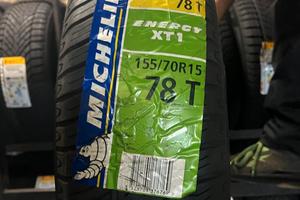 78 T
MICHELIN
ENERGY
XT1
155/70R15
78 T